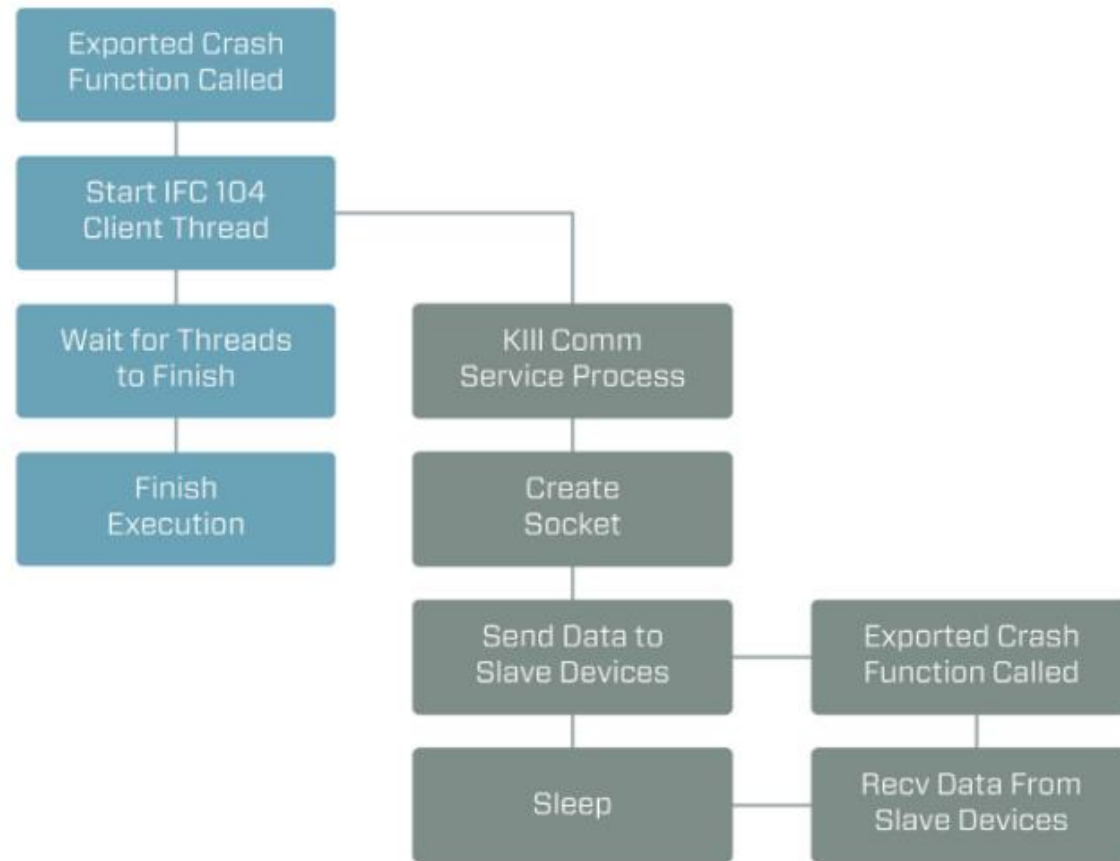 Exported Crash
Function Called
Start IFC 104
Client Thread
Wait for Threads
to Finish
Finish
Execution
KIll Comm
Service Process
Create
Socket
Send Data to
Slave Devices
Exported Crash
Function Called
Sleep
Recv Data From
Slave Devices